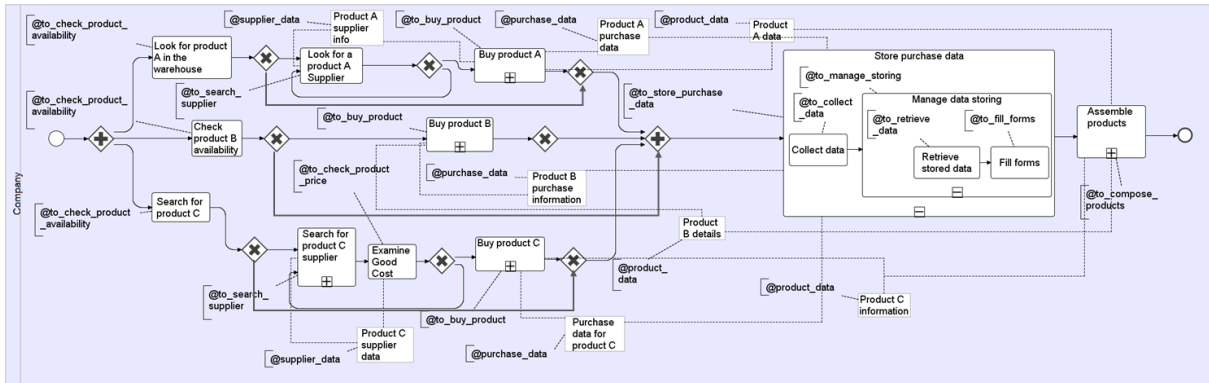 @to_check_product_
availability
@supplier_data
Product A
supplier
info
@to_buy_product
@purchase_data
Product A
purchase
data
@product_data
Product
A data
Look for product
A in the
warehouse
Look for a
product A
Supplier
Buy product A
Store purchase data
@to_manage_storing
@to_search_
supplier
@to_check_product_
availability
@to_store_purchase
_data
@to_collect
_data
Manage data storing
@to_retrieve
_data
@to_fill_forms
Assemble
products
@to_buy_product
Check
product B
availability
Buy product B
Collect data
Retrieve
stored data
Fill forms
@to_check_product
_price
@purchase_data
Product B
purchase
information
@to_compose_
products
Company
Search for
product C
@to_check_product
_availability
Product
B details
Search for
product C
supplier
Examine
Good
Cost
Buy product C
@product_
data
@product_data
Product C
information
@to_search_
supplier
@to_buy_product
Purchase
data for
product C
Product C
supplier
data
@supplier_data
@purchase_data